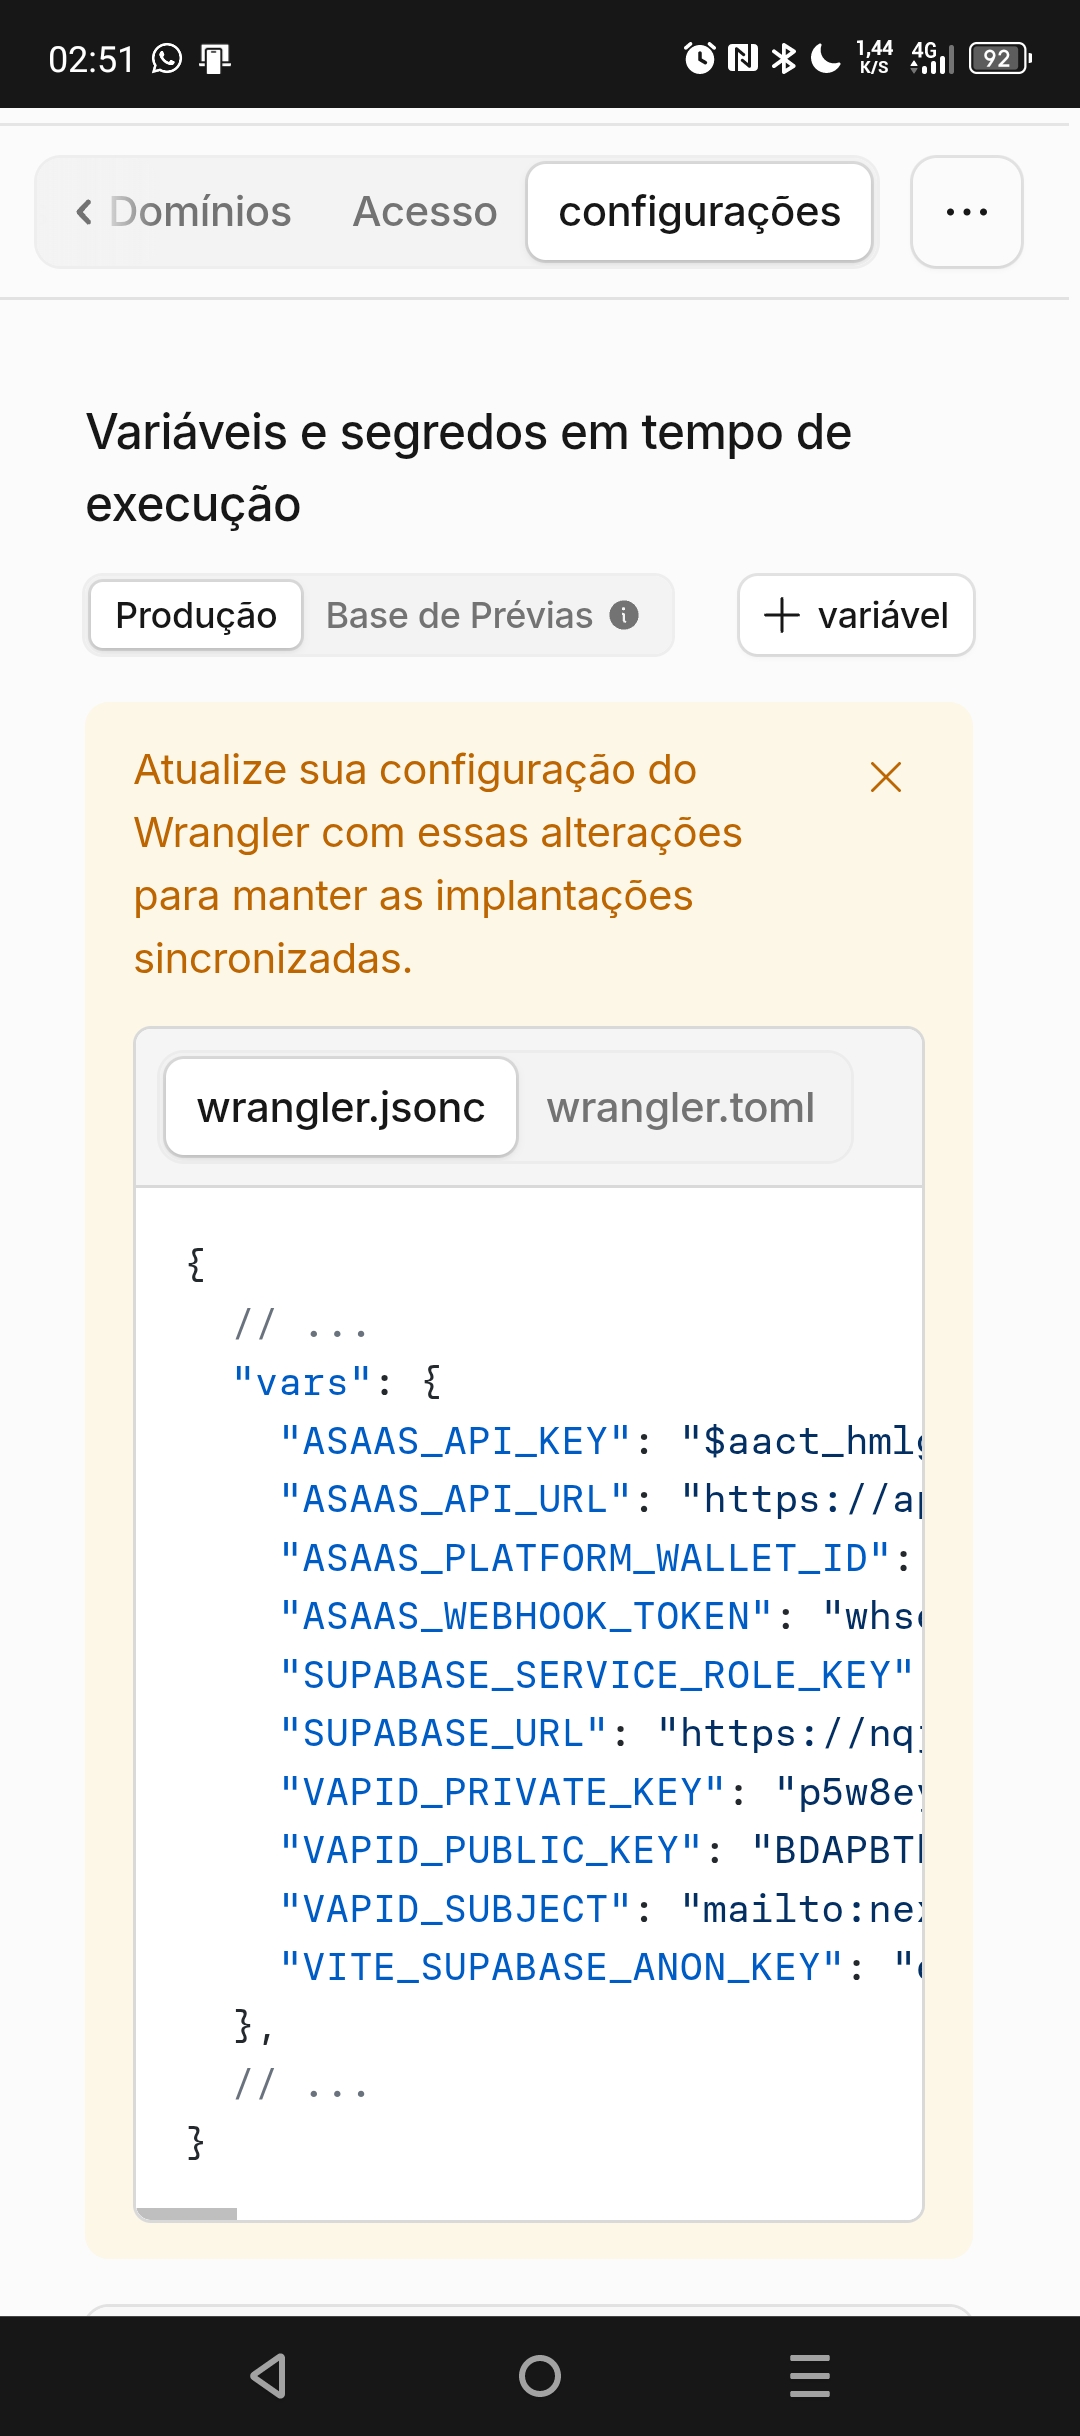 02:51
1,44 K/S 4G 92
Domínios Acesso configurações ...
Variáveis e segredos em tempo de
execução
Produção Base de Prévias + variável
Atualize sua configuração do
Wrangler com essas alterações
para manter as implantações
sincronizadas.
wrangler.jsonc wrangler.toml
{
// ...
"vars": {
"ASAAS_API_KEY": "$aact_hml
"ASAAS_API_URL": "https://a
"ASAAS_PLATFORM_WALLET_ID":
"ASAAS_WEBHOOK_TOKEN": "whs
"SUPABASE_SERVICE_ROLE_KEY"
"SUPABASE_URL": "https://nq
"VAPID_PRIVATE_KEY": "p5w8e
"VAPID_PUBLIC_KEY": "BDAPBT
"VAPID_SUBJECT": "mailto:ne
"VITE_SUPABASE_ANON_KEY": "
},
// ...
}